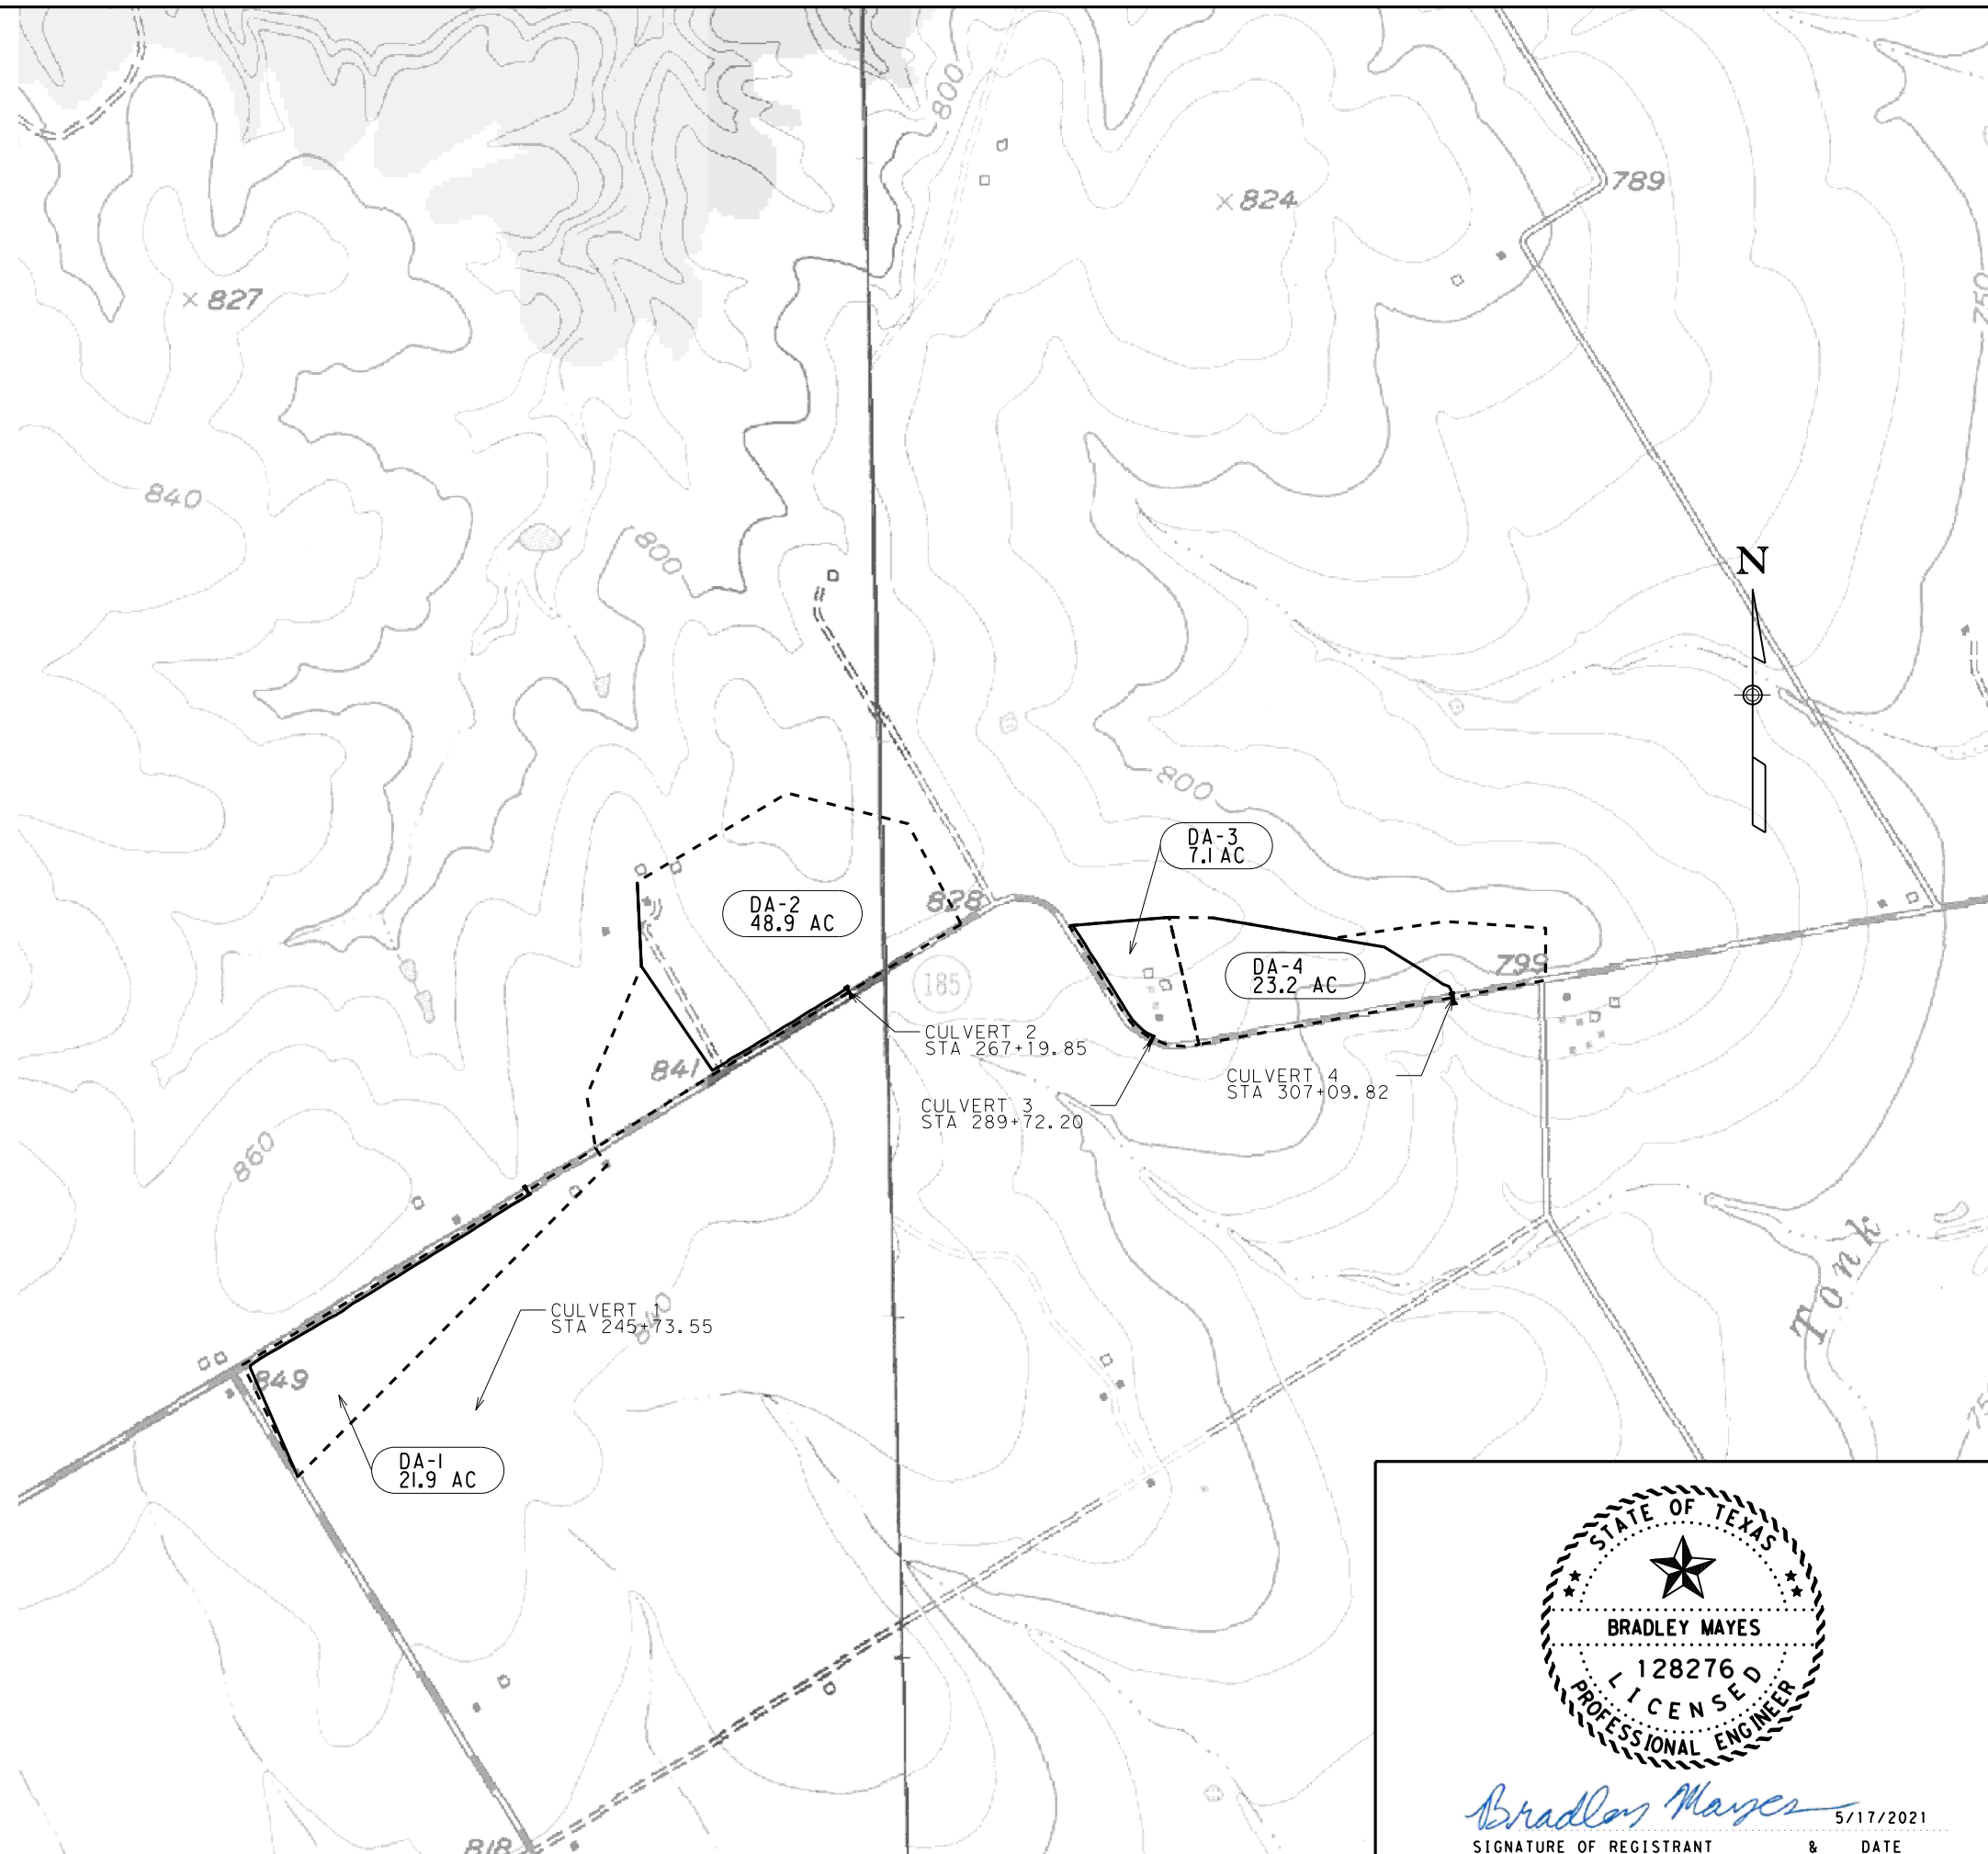 800
789
824
827
750
840
800
N
800
DA-3
7.1 AC
DA-2
48.9 AC
828
DA-4
23.2 AC
799
185
CULVERT 2
STA 267+19.85
841
CULVERT 4
STA 307+09.82
CULVERT 3
STA 289+72.20
860
Tonk
CULVERT 1
STA 245+73.55
840
849
DA-1
21.9 AC
STATE OF TEXAS
BRADLEY MAYES
128276
LICENSED
PROFESSIONAL ENGINEER
Bradley Mayes
5/17/2021
SIGNATURE OF REGISTRANT & DATE
818